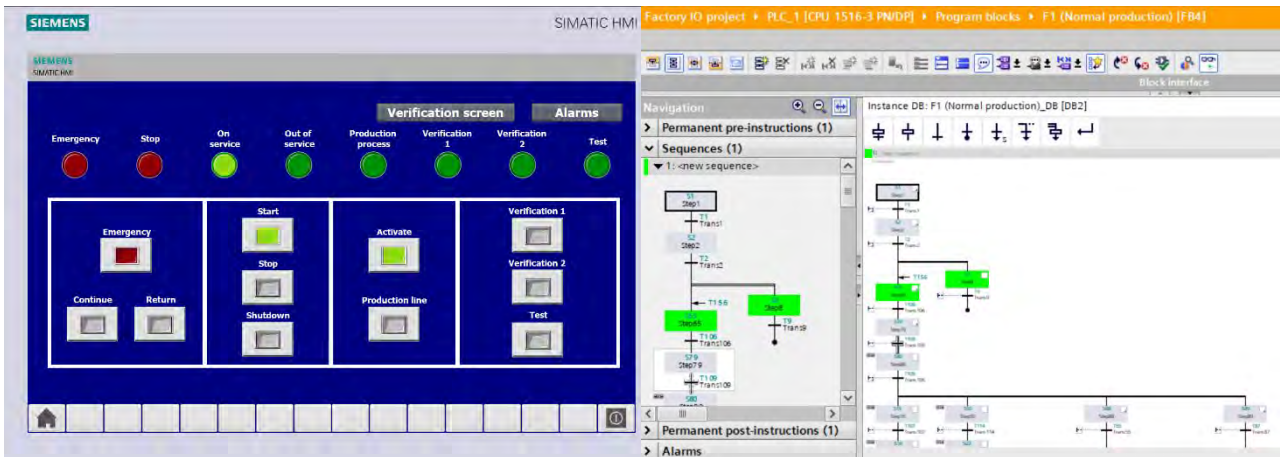 SIEMENS
SIMATIC HMI
SIEMENS
SIMATIC HMI
Verification screen
Alarms
Emergency
Stop
On
service
Out of
service
Production
process
Verification
1
Verification
2
Test
Emergency
Continue
Return
Start
Stop
Shutdown
Activate
Production line
Verification 1
Verification 2
Test
Factory IO project
PLC_1 [CPU 1516-3 PN/DP]
Program blocks
F1 (Normal production) [FB4]
Block interface
Navigation
Permanent pre-instructions (1)
Sequences (1)
1: <new sequence>
S1
Step1
T1
Trans1
S2
Step2
T2
Trans2
T156
Step65
Step8
T9
Trans9
T106
Trans106
S79
Step79
T109
Trans109
S80
Permanent post-instructions (1)
Alarms
Instance DB: F1 (Normal production)_DB [DB2]
T156